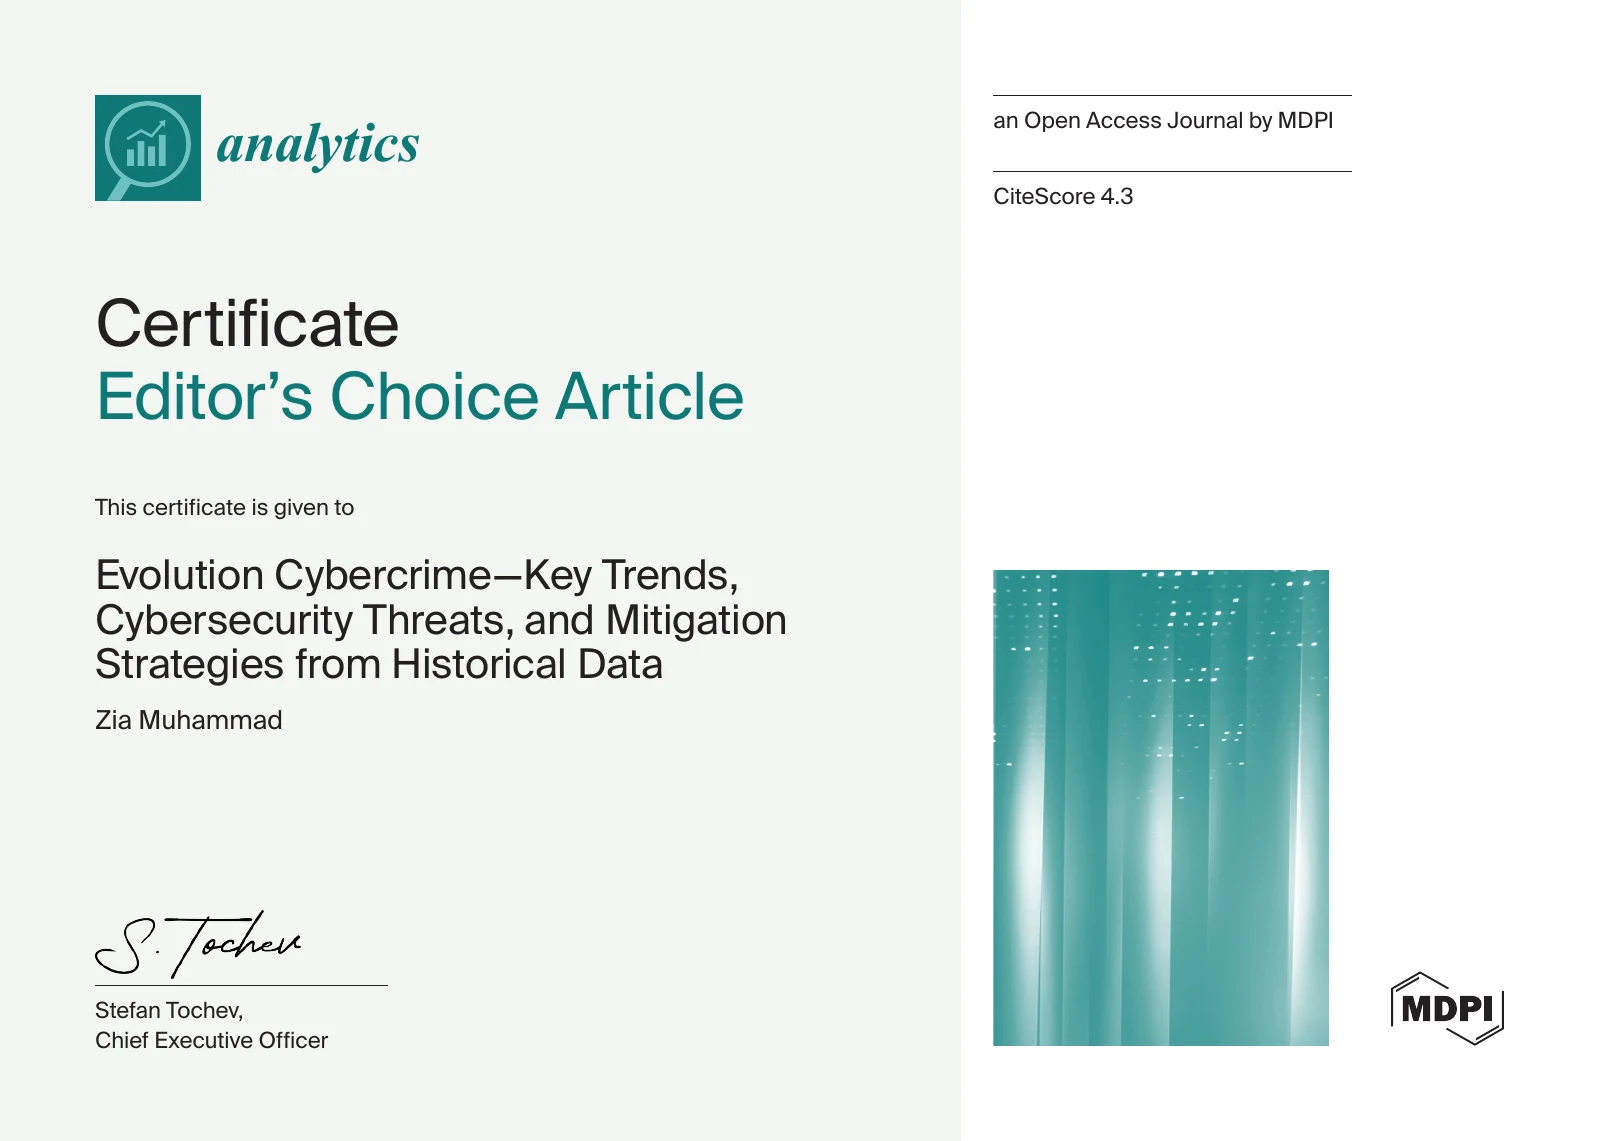 analytics
Certificate
Editor’s Choice Article
This certificate is given to
Evolution Cybercrime—Key Trends,
Cybersecurity Threats, and Mitigation
Strategies from Historical Data
Zia Muhammad
S. Tochev
Stefan Tochev,
Chief Executive Officer
an Open Access Journal by MDPI
CiteScore 4.3
MDPI